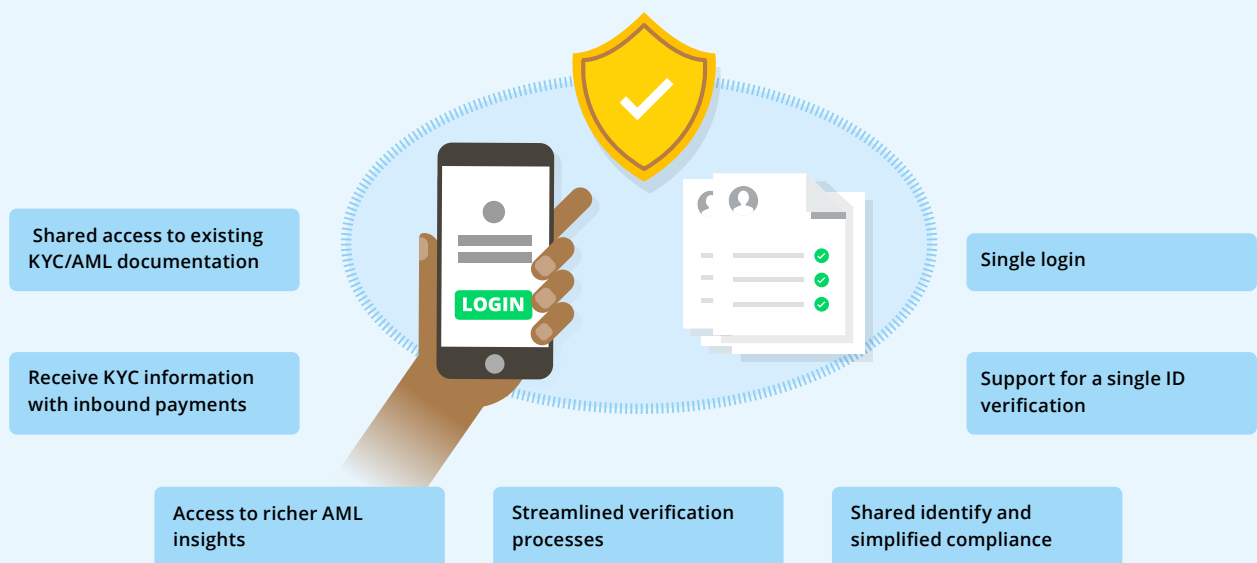 Shared access to existing
KYC/AML documentation
Single login
LOGIN
Receive KYC information
with inbound payments
Support for a single ID
verification
Access to richer AML
insights
Streamlined verification
processes
Shared identify and
simplified compliance